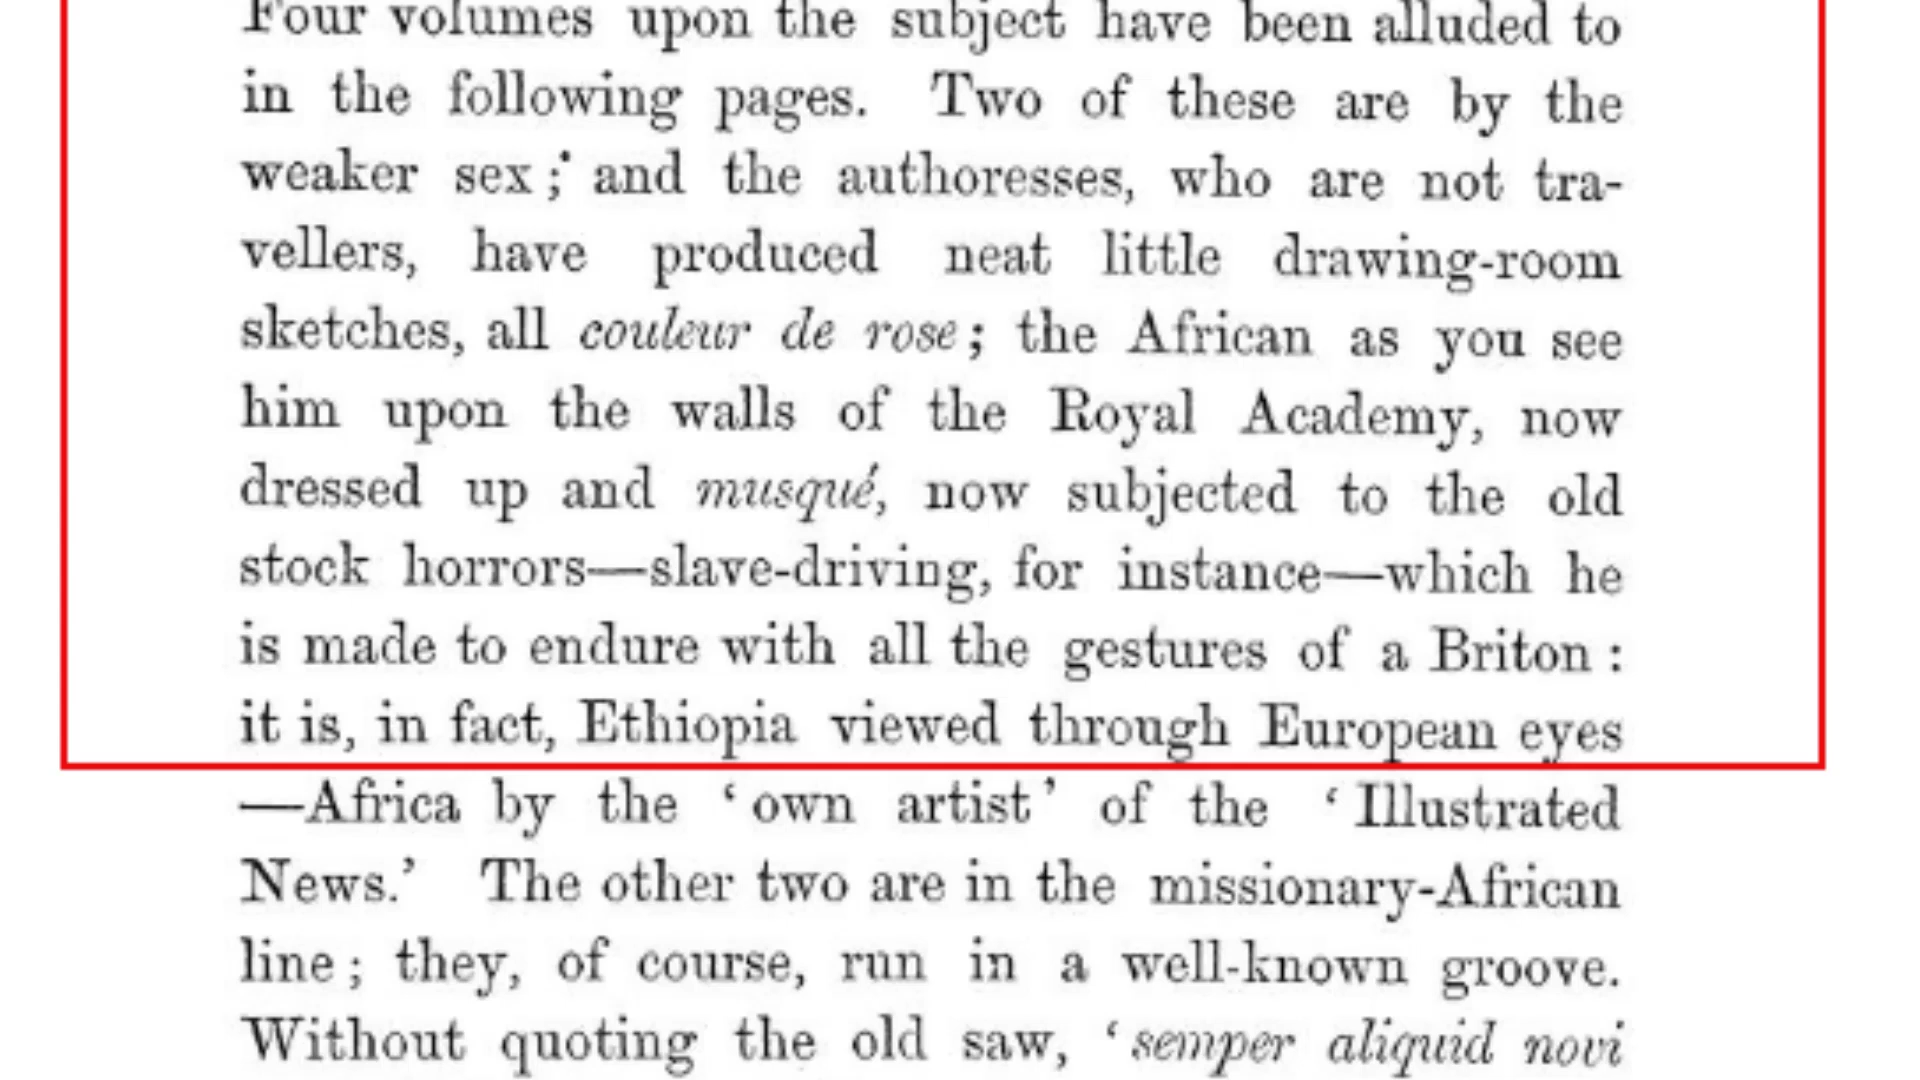 Four volumes upon the subject have been alluded to
in the following pages. Two of these are by the
weaker sex; and the authoresses, who are not tra-
vellers, have produced neat little drawing-room
sketches, all couleur de rose; the African as you see
him upon the walls of the Royal Academy, now
dressed up and musqué, now subjected to the old
stock horrors—slave-driving, for instance—which he
is made to endure with all the gestures of a Briton:
it is, in fact, Ethiopia viewed through European eyes
—Africa by the ‘own artist’ of the ‘Illustrated
News.’ The other two are in the missionary-African
line; they, of course, run in a well-known groove.
Without quoting the old saw, ‘semper aliquid novi